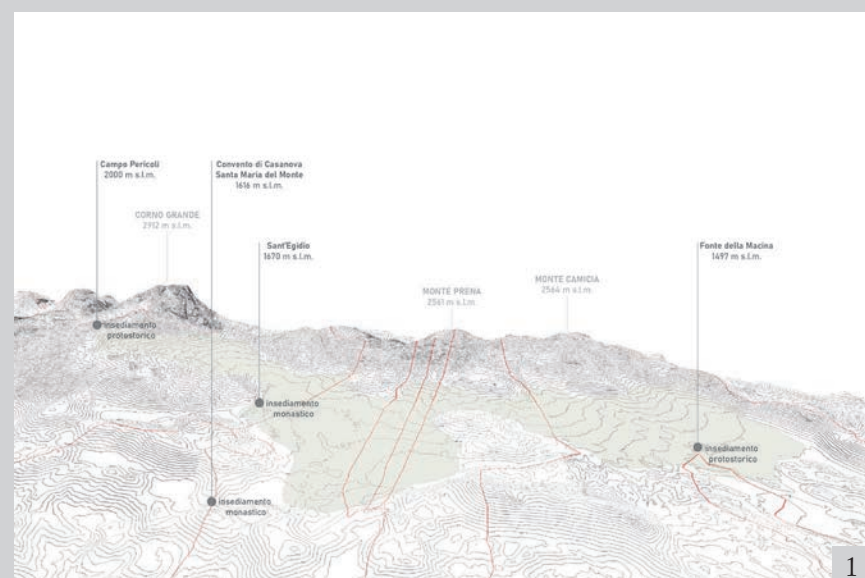 Campo Pericoli
2000 m s.l.m.
Convento di Casanova
Santa Maria del Monte
1616 m s.l.m.
CORNO GRANDE
2912 m s.l.m.
Sant'Egidio
1670 m s.l.m.
Fonte della Macina
1497 m s.l.m.
MONTE PRENA
2561 m s.l.m.
MONTE CAMICIA
2564 m s.l.m.
insediamento
protostorico
insediamento
monastico
insediamento
protostorico
insediamento
monastico
1